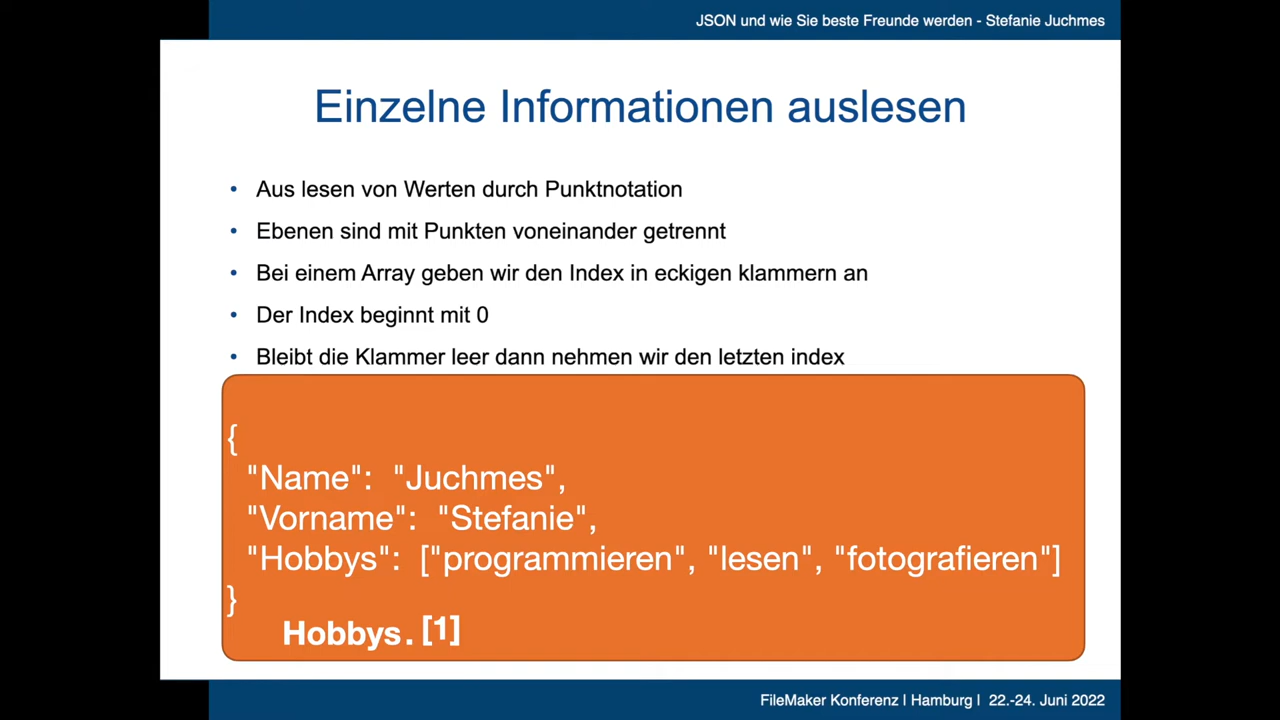 JSON und wie Sie beste Freunde werden - Stefanie Juchmes
Einzelne Informationen auslesen
• Aus lesen von Werten durch Punktnotation
• Ebenen sind mit Punkten voneinander getrennt
• Bei einem Array geben wir den Index in eckigen klammern an
• Der Index beginnt mit 0
• Bleibt die Klammer leer dann nehmen wir den letzten index
{
"Name": "Juchmes",
"Vorname": "Stefanie",
"Hobbys": ["programmieren", "lesen", "fotografieren"]
}
Hobbys.[1]
FileMaker Konferenz | Hamburg | 22.-24. Juni 2022